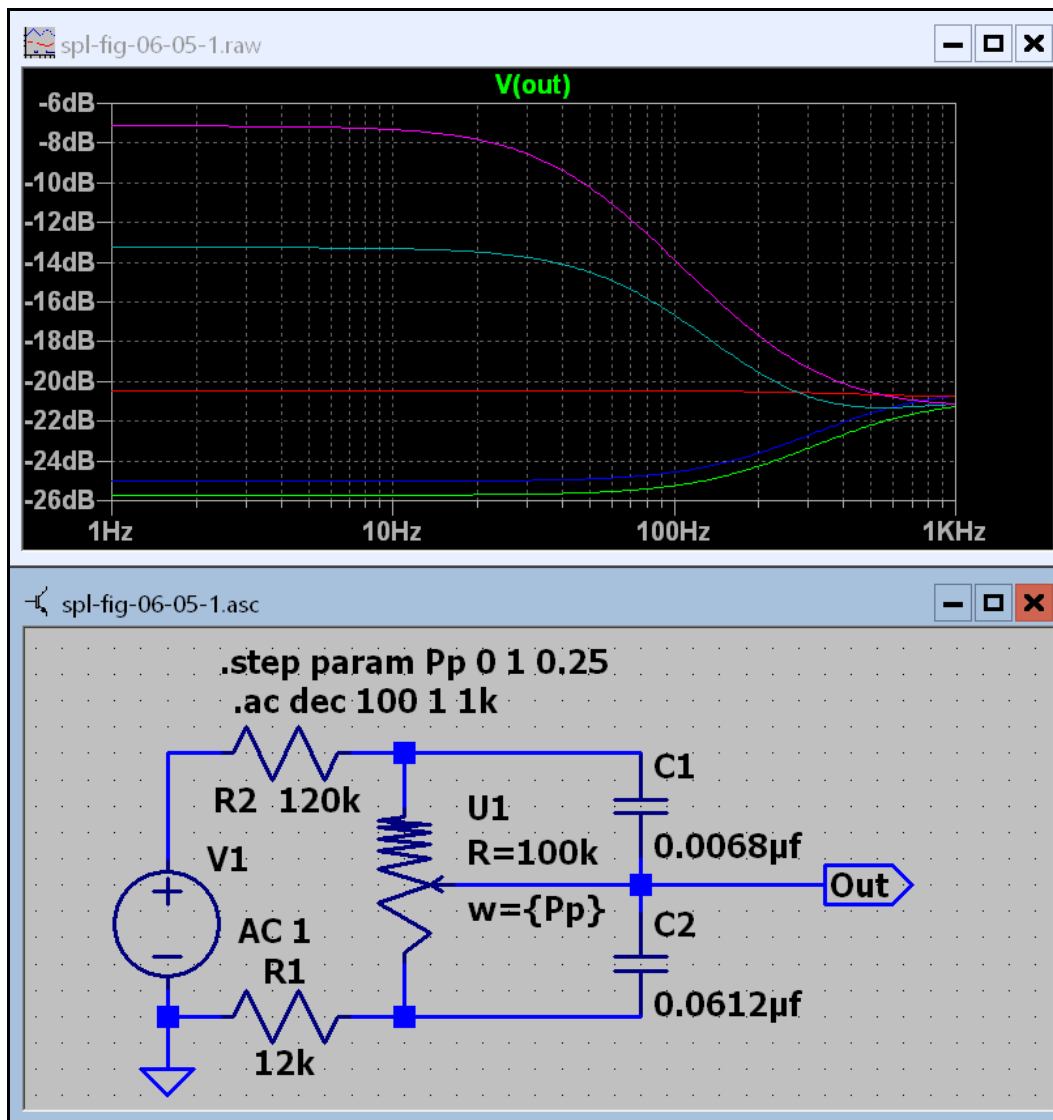 spl-fig-06-05-1.raw
V(out)
-6dB
-8dB
-10dB
-12dB
-14dB
-16dB
-18dB
-20dB
-22dB
-24dB
-26dB
1Hz 10Hz 100Hz 1KHz
spl-fig-06-05-1.asc
.step param Pp 0 1 0.25
.ac dec 100 1 1k
R2 120k
C1
U1
R=100k
0.0068µf
V1
Out
w={Pp}
AC 1
C2
R1
0.0612µf
12k